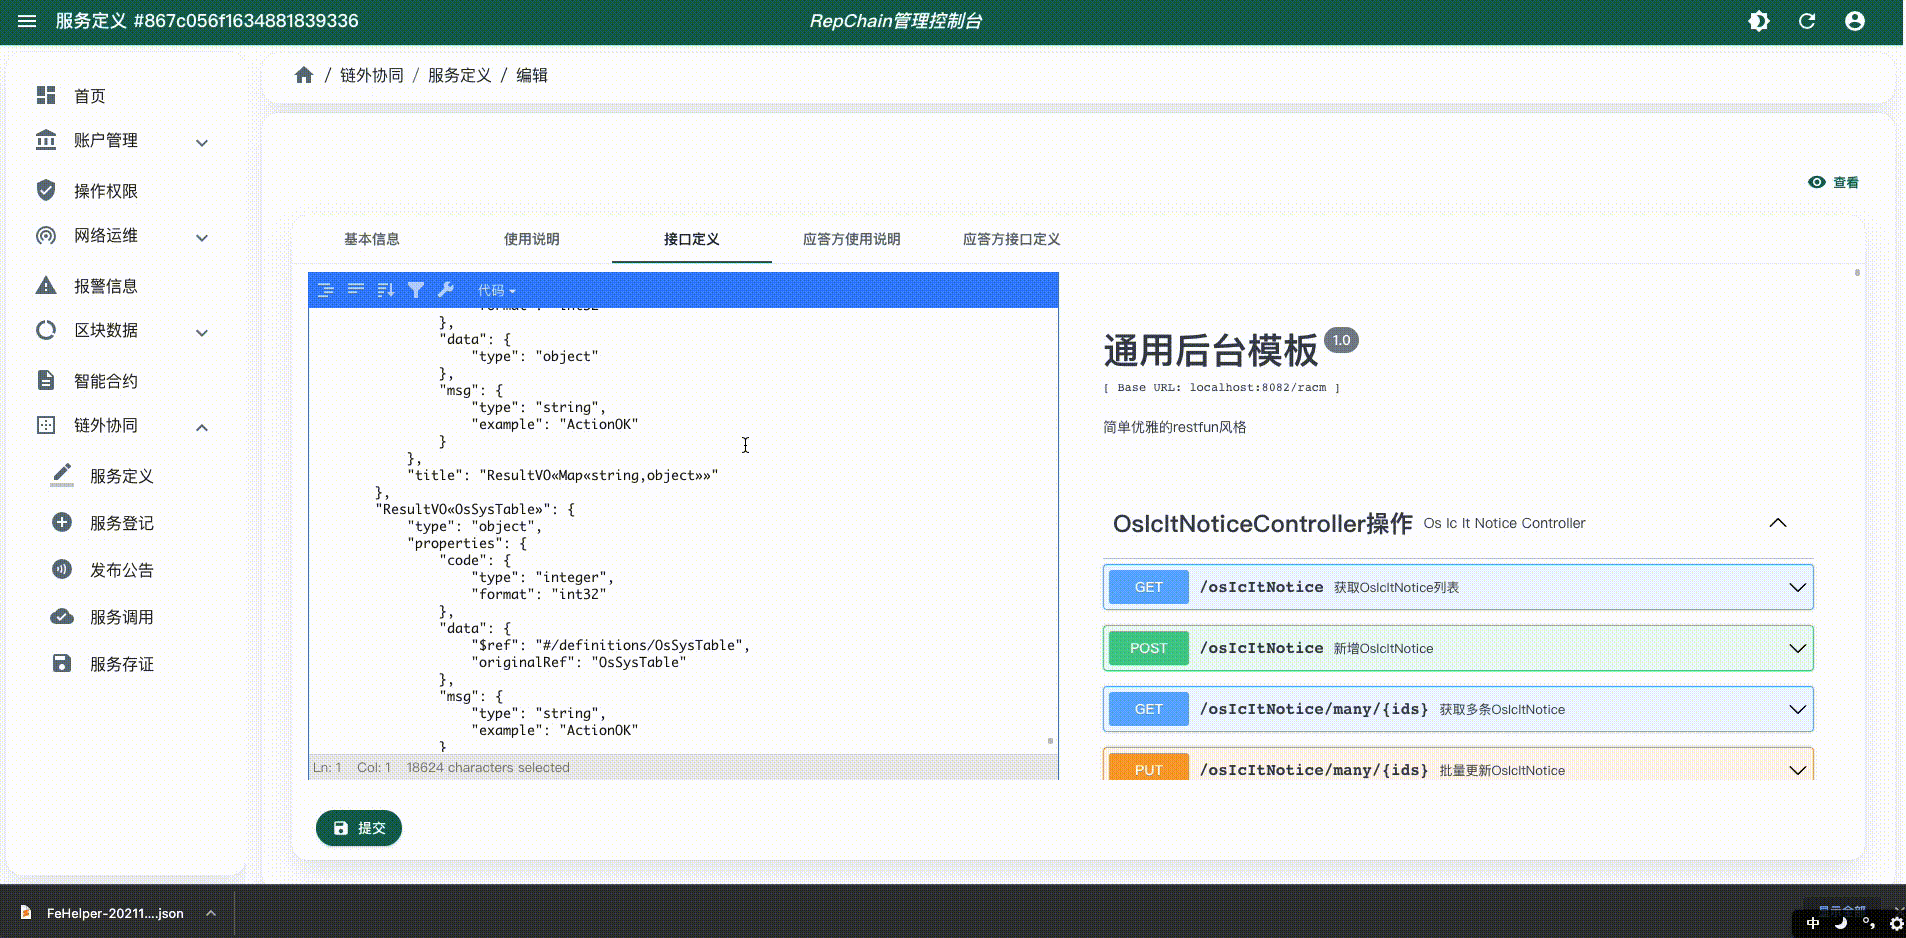 服务定义 #867c056f1634881839336
RepChain管理控制台
/ 链外协同 / 服务定义 / 编辑
首页
账户管理
操作权限
网络运维
报警信息
区块数据
智能合约
链外协同
服务定义
服务登记
发布公告
服务调用
服务存证
查看
基本信息
使用说明
接口定义
应答方使用说明
应答方接口定义
代码
},
"data": {
"type": "object"
},
"msg": {
"type": "string",
"example": "ActionOK"
}
},
"title": "ResultVO«Map«string,object»»"
},
"ResultVO«OsSysTable»": {
"type": "object",
"properties": {
"code": {
"type": "integer",
"format": "int32"
},
"data": {
"$ref": "#/definitions/OsSysTable",
"originalRef": "OsSysTable"
},
"msg": {
"type": "string",
"example": "ActionOK"
}
Ln: 1 Col: 1 18624 characters selected
提交
通用后台模板 1.0
[ Base URL: localhost:8082/racm ]
简单优雅的restfun风格
OsIcItNoticeController操作 Os Ic It Notice Controller
GET /osIcItNotice 获取OsIcItNotice列表
POST /osIcItNotice 新增OsIcItNotice
GET /osIcItNotice/many/{ids} 获取多条OsIcItNotice
PUT /osIcItNotice/many/{ids} 批量更新OsIcItNotice
FeHelper-20211....json
显示全部
中